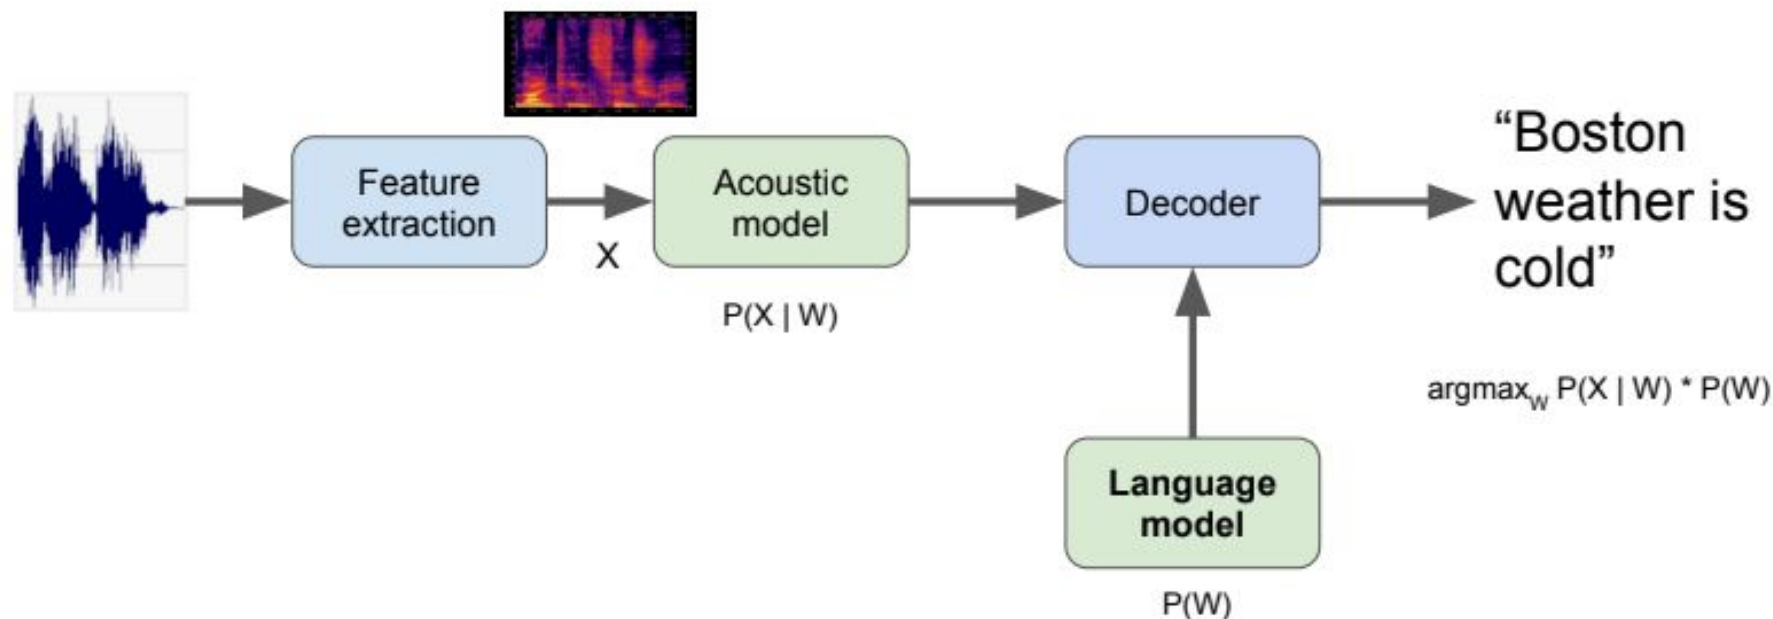 Feature
extraction
X
Acoustic
model
P(X | W)
Decoder
Language
model
P(W)
“Boston
weather is
cold”
argmax_W P(X | W) * P(W)